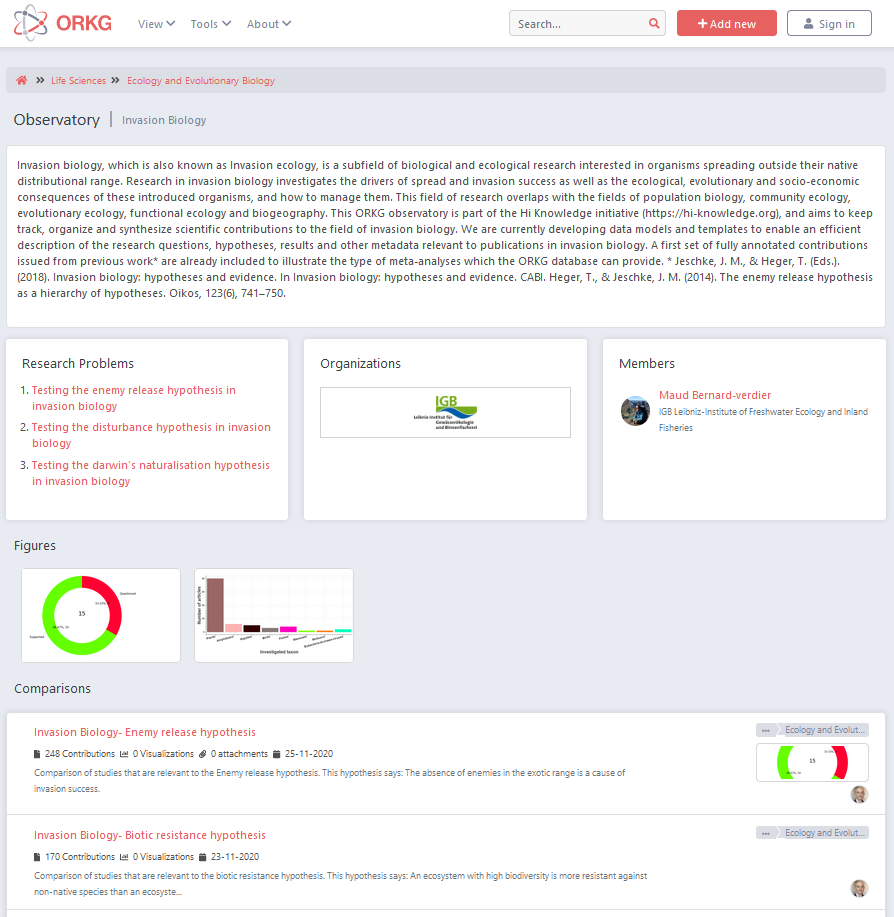 ORKG View Tools About Search... + Add new Sign in
Life Sciences Ecology and Evolutionary Biology
Observatory Invasion Biology
Invasion biology, which is also known as Invasion ecology, is a subfield of biological and ecological research interested in organisms spreading outside their native
distributional range. Research in invasion biology investigates the drivers of spread and invasion success as well as the ecological, evolutionary and socio-economic
consequences of these introduced organisms, and how to manage them. This field of research overlaps with the fields of population biology, community ecology,
evolutionary ecology, functional ecology and biogeography. This ORKG observatory is part of the Hi Knowledge initiative (https://hi-knowledge.org), and aims to keep
track, organize and synthesize scientific contributions to the field of invasion biology. We are currently developing data models and templates to enable an efficient
description of the research questions, hypotheses, results and other metadata relevant to publications in invasion biology. A first set of fully annotated contributions
issued from previous work* are already included to illustrate the type of meta-analyses which the ORKG database can provide. * Jeschke, J. M., & Heger, T. (Eds.).
(2018). Invasion biology: hypotheses and evidence. In Invasion biology: hypotheses and evidence. CABI. Heger, T., & Jeschke, J. M. (2014). The enemy release hypothesis
as a hierarchy of hypotheses. Oikos, 123(6), 741–750.
Research Problems
1. Testing the enemy release hypothesis in
invasion biology
2. Testing the disturbance hypothesis in invasion
biology
3. Testing the darwin's naturalisation hypothesis
in invasion biology
Organizations
IGB
Leibniz-Institut für
Gewässerökologie
und Binnenfischerei
Members
Maud Bernard-verdier
IGB Leibniz-Institute of Freshwater Ecology and Inland
Fisheries
Figures
15
Number of articles
Investigated taxon
Comparisons
Invasion Biology- Enemy release hypothesis
248 Contributions 0 Visualizations 0 attachments 25-11-2020
Comparison of studies that are relevant to the Enemy release hypothesis. This hypothesis says: The absence of enemies in the exotic range is a cause of
invasion success.
... Ecology and Evolut...
15
Invasion Biology- Biotic resistance hypothesis
170 Contributions 0 Visualizations 23-11-2020
Comparison of studies that are relevant to the biotic resistance hypothesis. This hypothesis says: An ecosystem with high biodiversity is more resistant against
non-native species than an ecosyste...
... Ecology and Evolut...